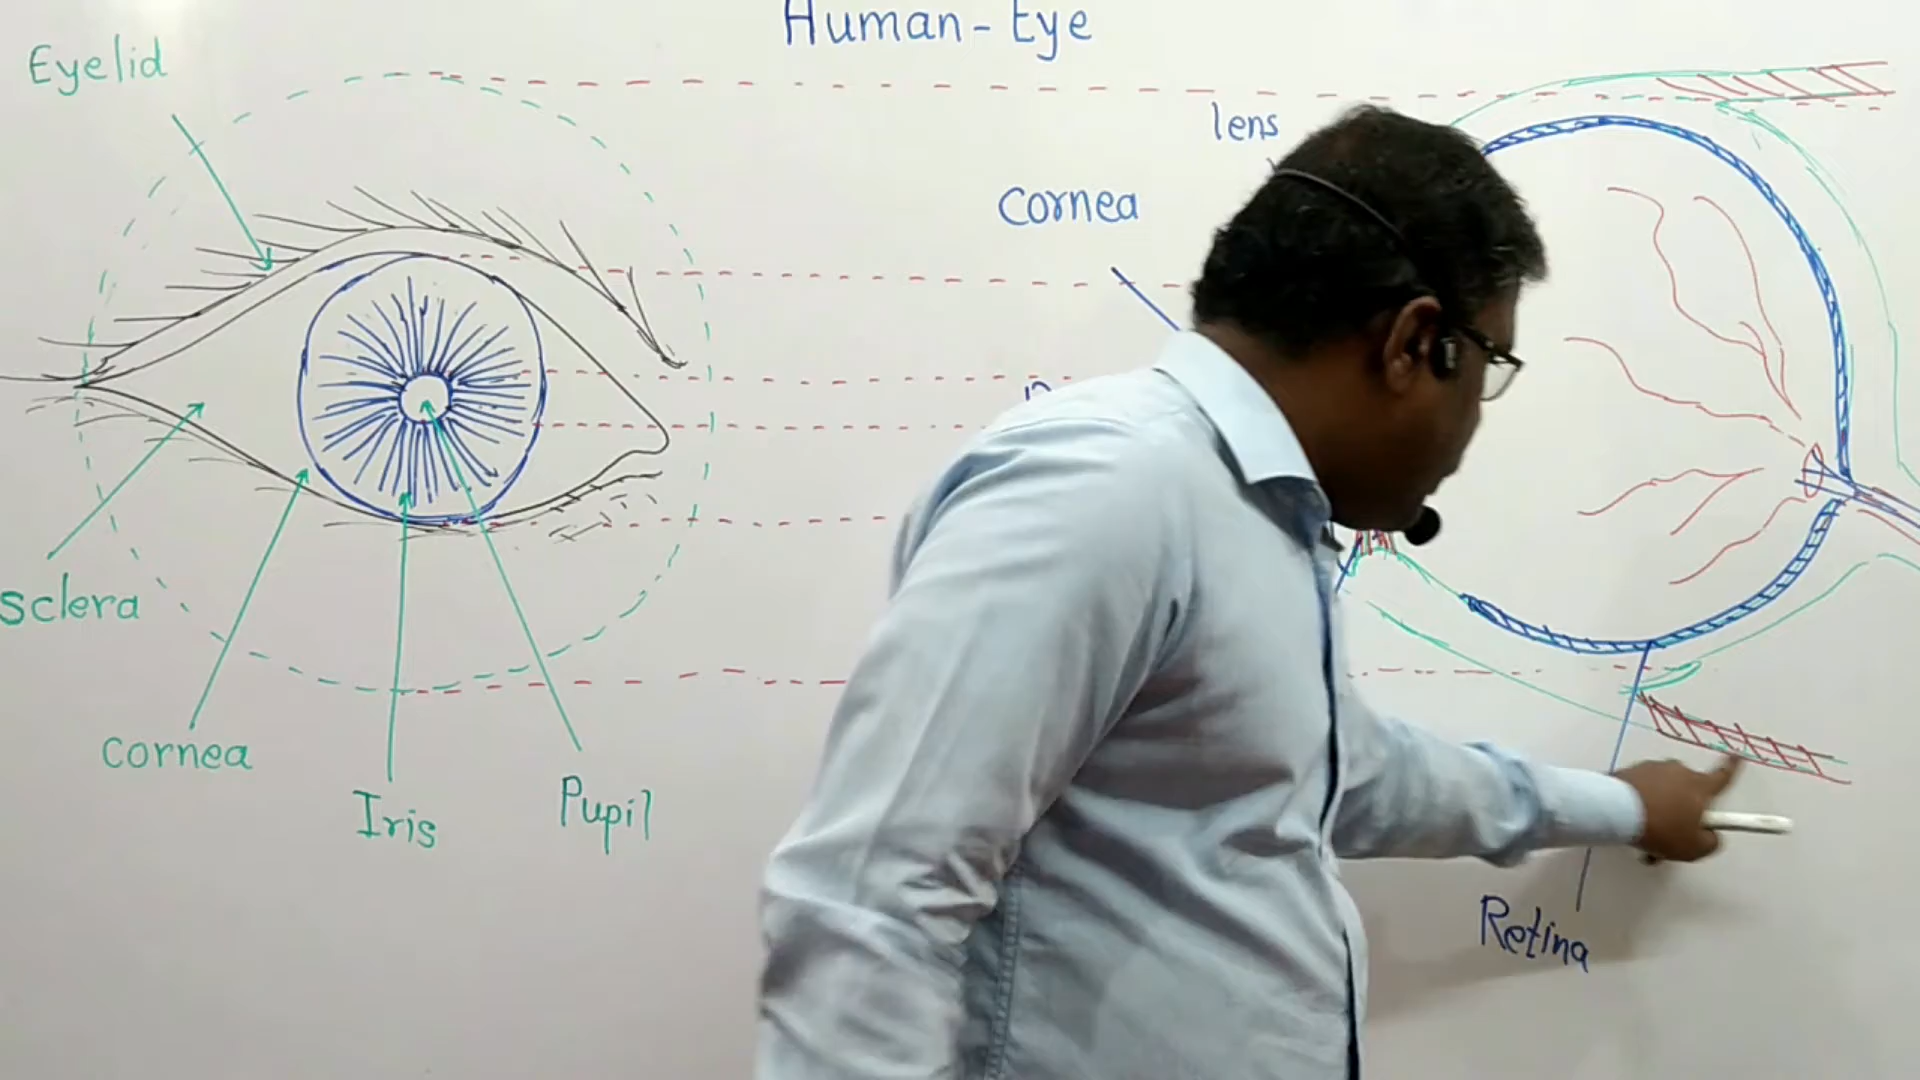 Human-Eye
Eyelid
lens
Cornea
Sclera
Cornea
Iris
Pupil
Retina